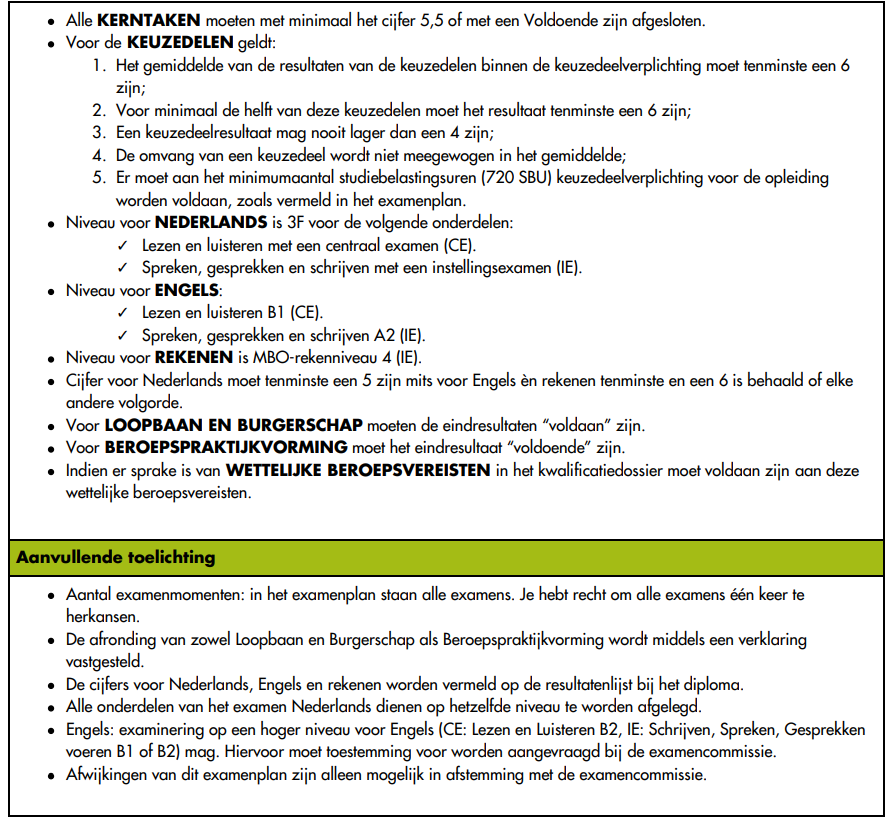 • Alle KERNTAKEN moeten met minimaal het cijfer 5,5 of met een Voldoende zijn afgesloten.
• Voor de KEUZEDELEN geldt:
1. Het gemiddelde van de resultaten van de keuzedelen binnen de keuzedeelverplichting moet tenminste een 6
zijn;
2. Voor minimaal de helft van deze keuzedelen moet het resultaat tenminste een 6 zijn;
3. Een keuzedeelresultaat mag nooit lager dan een 4 zijn;
4. De omvang van een keuzedeel wordt niet meegewogen in het gemiddelde;
5. Er moet aan het minimumaantal studiebelastingsuren (720 SBU) keuzedeelverplichting voor de opleiding
worden voldaan, zoals vermeld in het examenplan.
• Niveau voor NEDERLANDS is 3F voor de volgende onderdelen:
✓ Lezen en luisteren met een centraal examen (CE).
✓ Spreken, gesprekken en schrijven met een instellingsexamen (IE).
• Niveau voor ENGELS:
✓ Lezen en luisteren B1 (CE).
✓ Spreken, gesprekken en schrijven A2 (IE).
• Niveau voor REKENEN is MBO-rekenniveau 4 (IE).
• Cijfer voor Nederlands moet tenminste een 5 zijn mits voor Engels èn rekenen tenminste en een 6 is behaald of elke
andere volgorde.
• Voor LOOPBAAN EN BURGERSCHAP moeten de eindresultaten “voldaan” zijn.
• Voor BEROEPSPRAKTIJKVORMING moet het eindresultaat “voldoende” zijn.
• Indien er sprake is van WETTELIJKE BEROEPSVEREISTEN in het kwalificatiedossier moet voldaan zijn aan deze
wettelijke beroepsvereisten.
Aanvullende toelichting
• Aantal examenmomenten: in het examenplan staan alle examens. Je hebt recht om alle examens één keer te
herkansen.
• De afronding van zowel Loopbaan en Burgerschap als Beroepspraktijkvorming wordt middels een verklaring
vastgesteld.
• De cijfers voor Nederlands, Engels en rekenen worden vermeld op de resultatenlijst bij het diploma.
• Alle onderdelen van het examen Nederlands dienen op hetzelfde niveau te worden afgelegd.
• Engels: examinering op een hoger niveau voor Engels (CE: Lezen en Luisteren B2, IE: Schrijven, Spreken, Gesprekken
voeren B1 of B2) mag. Hiervoor moet toestemming voor worden aangevraagd bij de examencommissie.
• Afwijkingen van dit examenplan zijn alleen mogelijk in afstemming met de examencommissie.